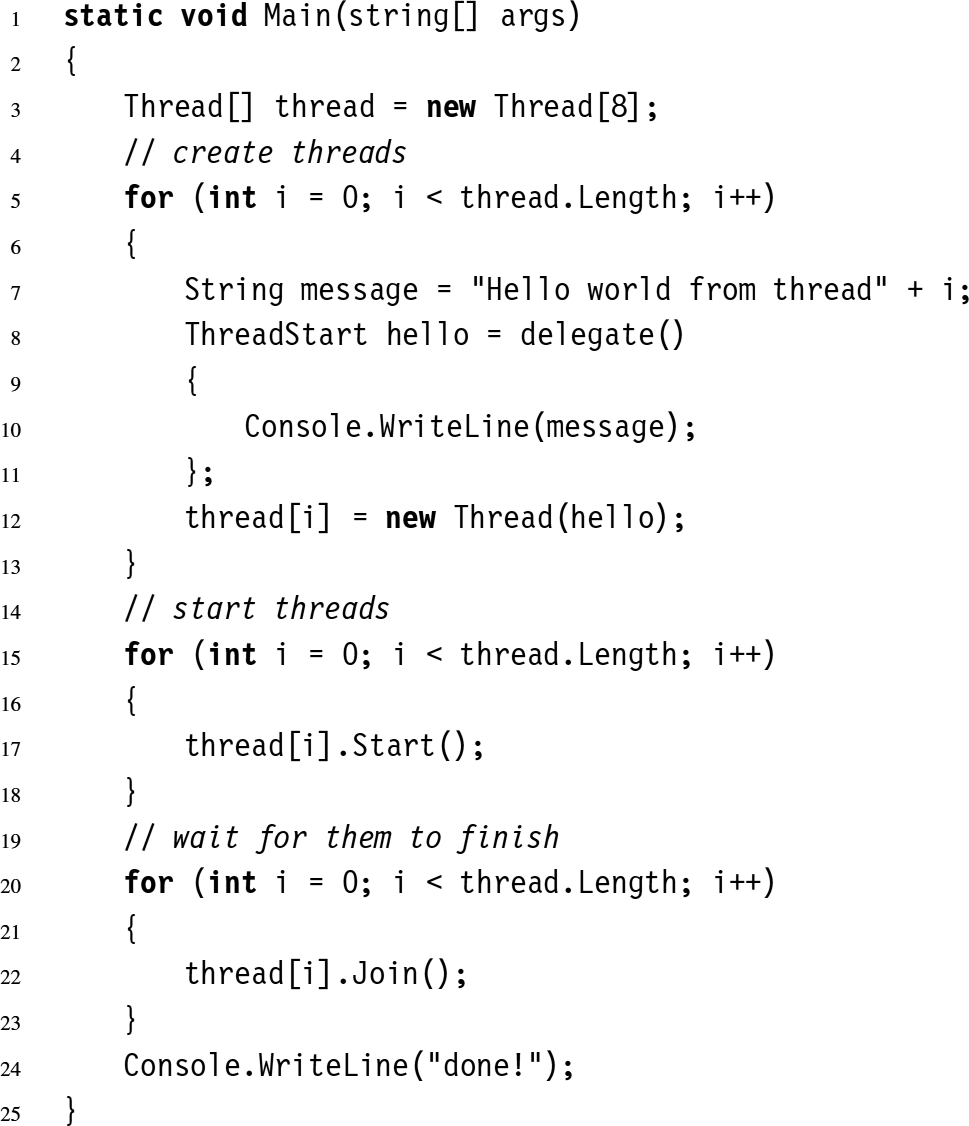 1 static void Main(string[] args)
2 {
3 Thread[] thread = new Thread[8];
4 // create threads
5 for (int i = 0; i < thread.Length; i++)
6 {
7 String message = "Hello world from thread" + i;
8 ThreadStart hello = delegate()
9 {
10 Console.WriteLine(message);
11 };
12 thread[i] = new Thread(hello);
13 }
14 // start threads
15 for (int i = 0; i < thread.Length; i++)
16 {
17 thread[i].Start();
18 }
19 // wait for them to finish
20 for (int i = 0; i < thread.Length; i++)
21 {
22 thread[i].Join();
23 }
24 Console.WriteLine("done!");
25 }